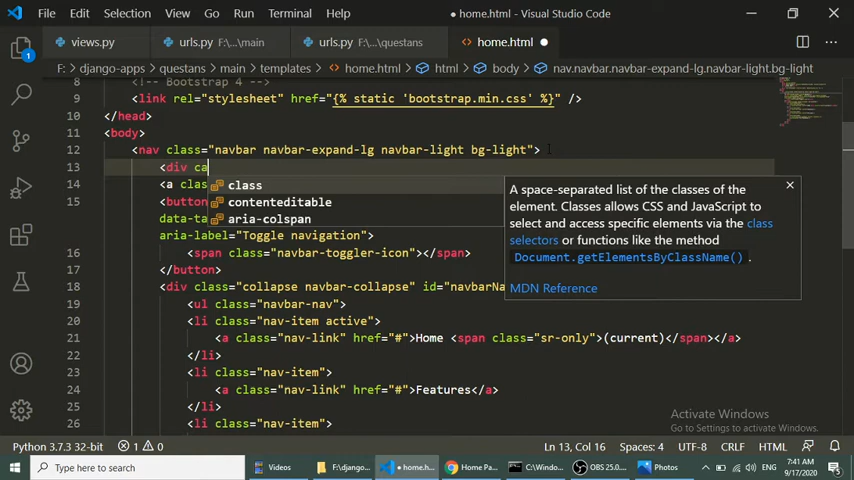 File Edit Selection View Go Run Terminal Help ● home.html - Visual Studio Code
views.py urls.py F:\...\main urls.py F:\...\questans home.html ●
F: > django-apps > questans > main > templates > home.html > html > body > nav.navbar.navbar-expand-lg.navbar-light.bg-light
8 <!-- Bootstrap 4 -->
9 <link rel="stylesheet" href="{% static 'bootstrap.min.css' %}" />
10 </head>
11 <body>
12 <nav class="navbar navbar-expand-lg navbar-light bg-light">
13 <div ca
14 <a clas class
15 <button contenteditable
data-ta aria-colspan
A space-separated list of the classes of the
element. Classes allows CSS and JavaScript to
select and access specific elements via the class
selectors or functions like the method
Document.getElementsByClassName() .
MDN Reference
aria-label="Toggle navigation">
16 <span class="navbar-toggler-icon"></span>
17 </button>
18 <div class="collapse navbar-collapse" id="navbarNa
19 <ul class="navbar-nav">
20 <li class="nav-item active">
21 <a class="nav-link" href="#">Home <span class="sr-only">(current)</span></a>
22 </li>
23 <li class="nav-item">
24 <a class="nav-link" href="#">Features</a>
25 </li>
26 <li class="nav-item">
Activate Windows
Go to Settings to activate Windows.
Python 3.7.3 32-bit 1 0 Ln 13, Col 16 Spaces: 4 UTF-8 CRLF HTML
Type here to search Videos F:\django... ● home.h... Home Pa... C:\Windo... OBS 25.0.... Photos 7:41 AM
9/17/2020
1
3